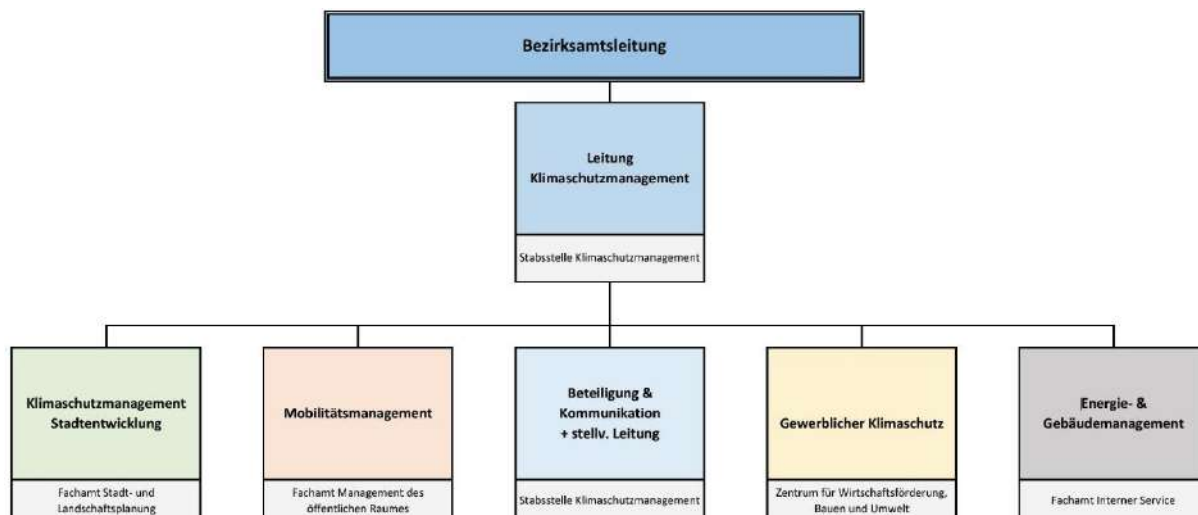 Bezirksamtsleitung
Leitung
Klimaschutzmanagement
Stabsstelle Klimaschutzmanagement
Klimaschutzmanagement
Stadtentwicklung
Fachamt Stadt- und
Landschaftsplanung
Mobilitätsmanagement
Fachamt Management des
öffentlichen Raumes
Beteiligung &
Kommunikation
+ stellv. Leitung
Stabsstelle Klimaschutzmanagement
Gewerblicher Klimaschutz
Zentrum für Wirtschaftsförderung,
Bauen und Umwelt
Energie- &
Gebäudemanagement
Fachamt Interner Service